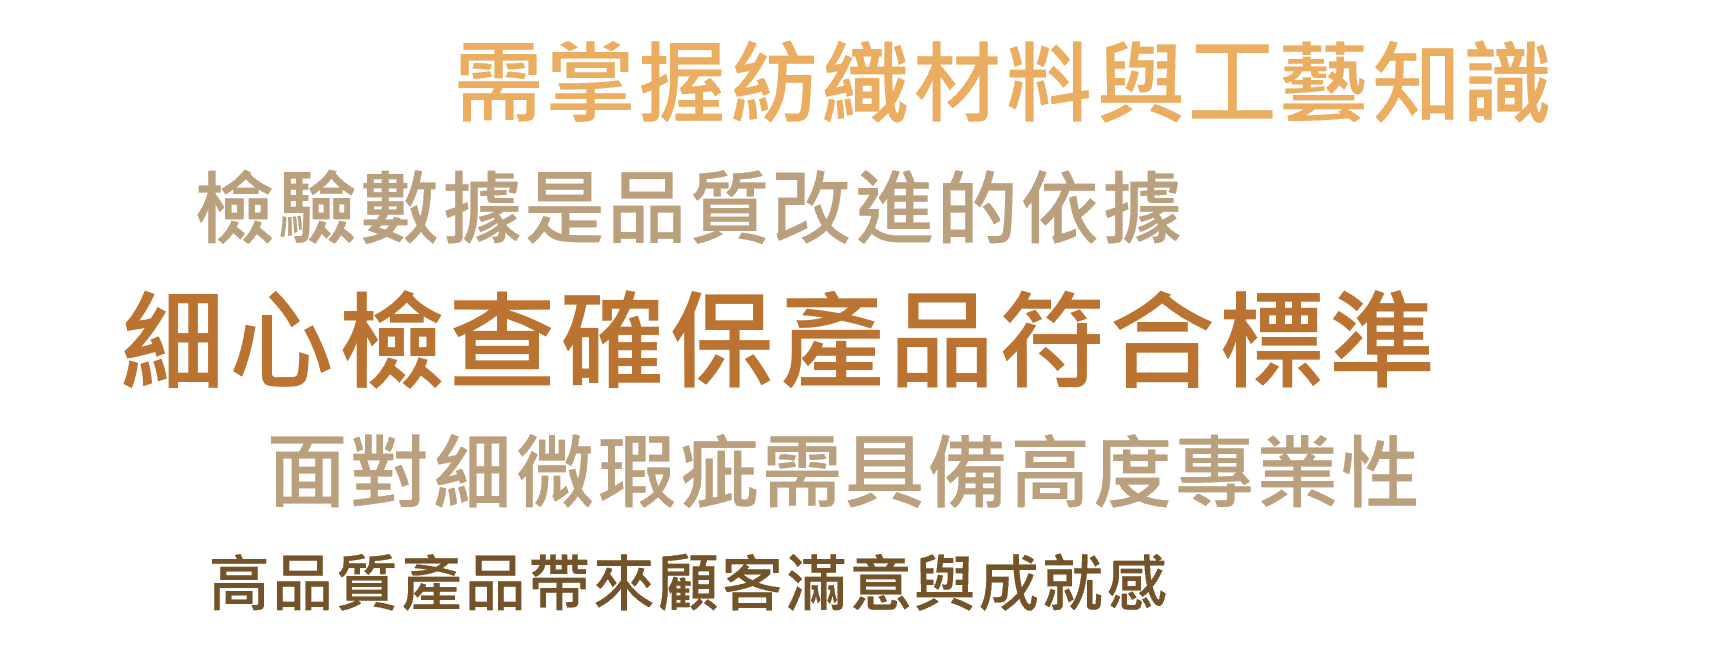 需掌握紡織材料與工藝知識
檢驗數據是品質改進的依據
細心檢查確保產品符合標準
面對細微瑕疵需具備高度專業性
高品質產品帶來顧客滿意與成就感